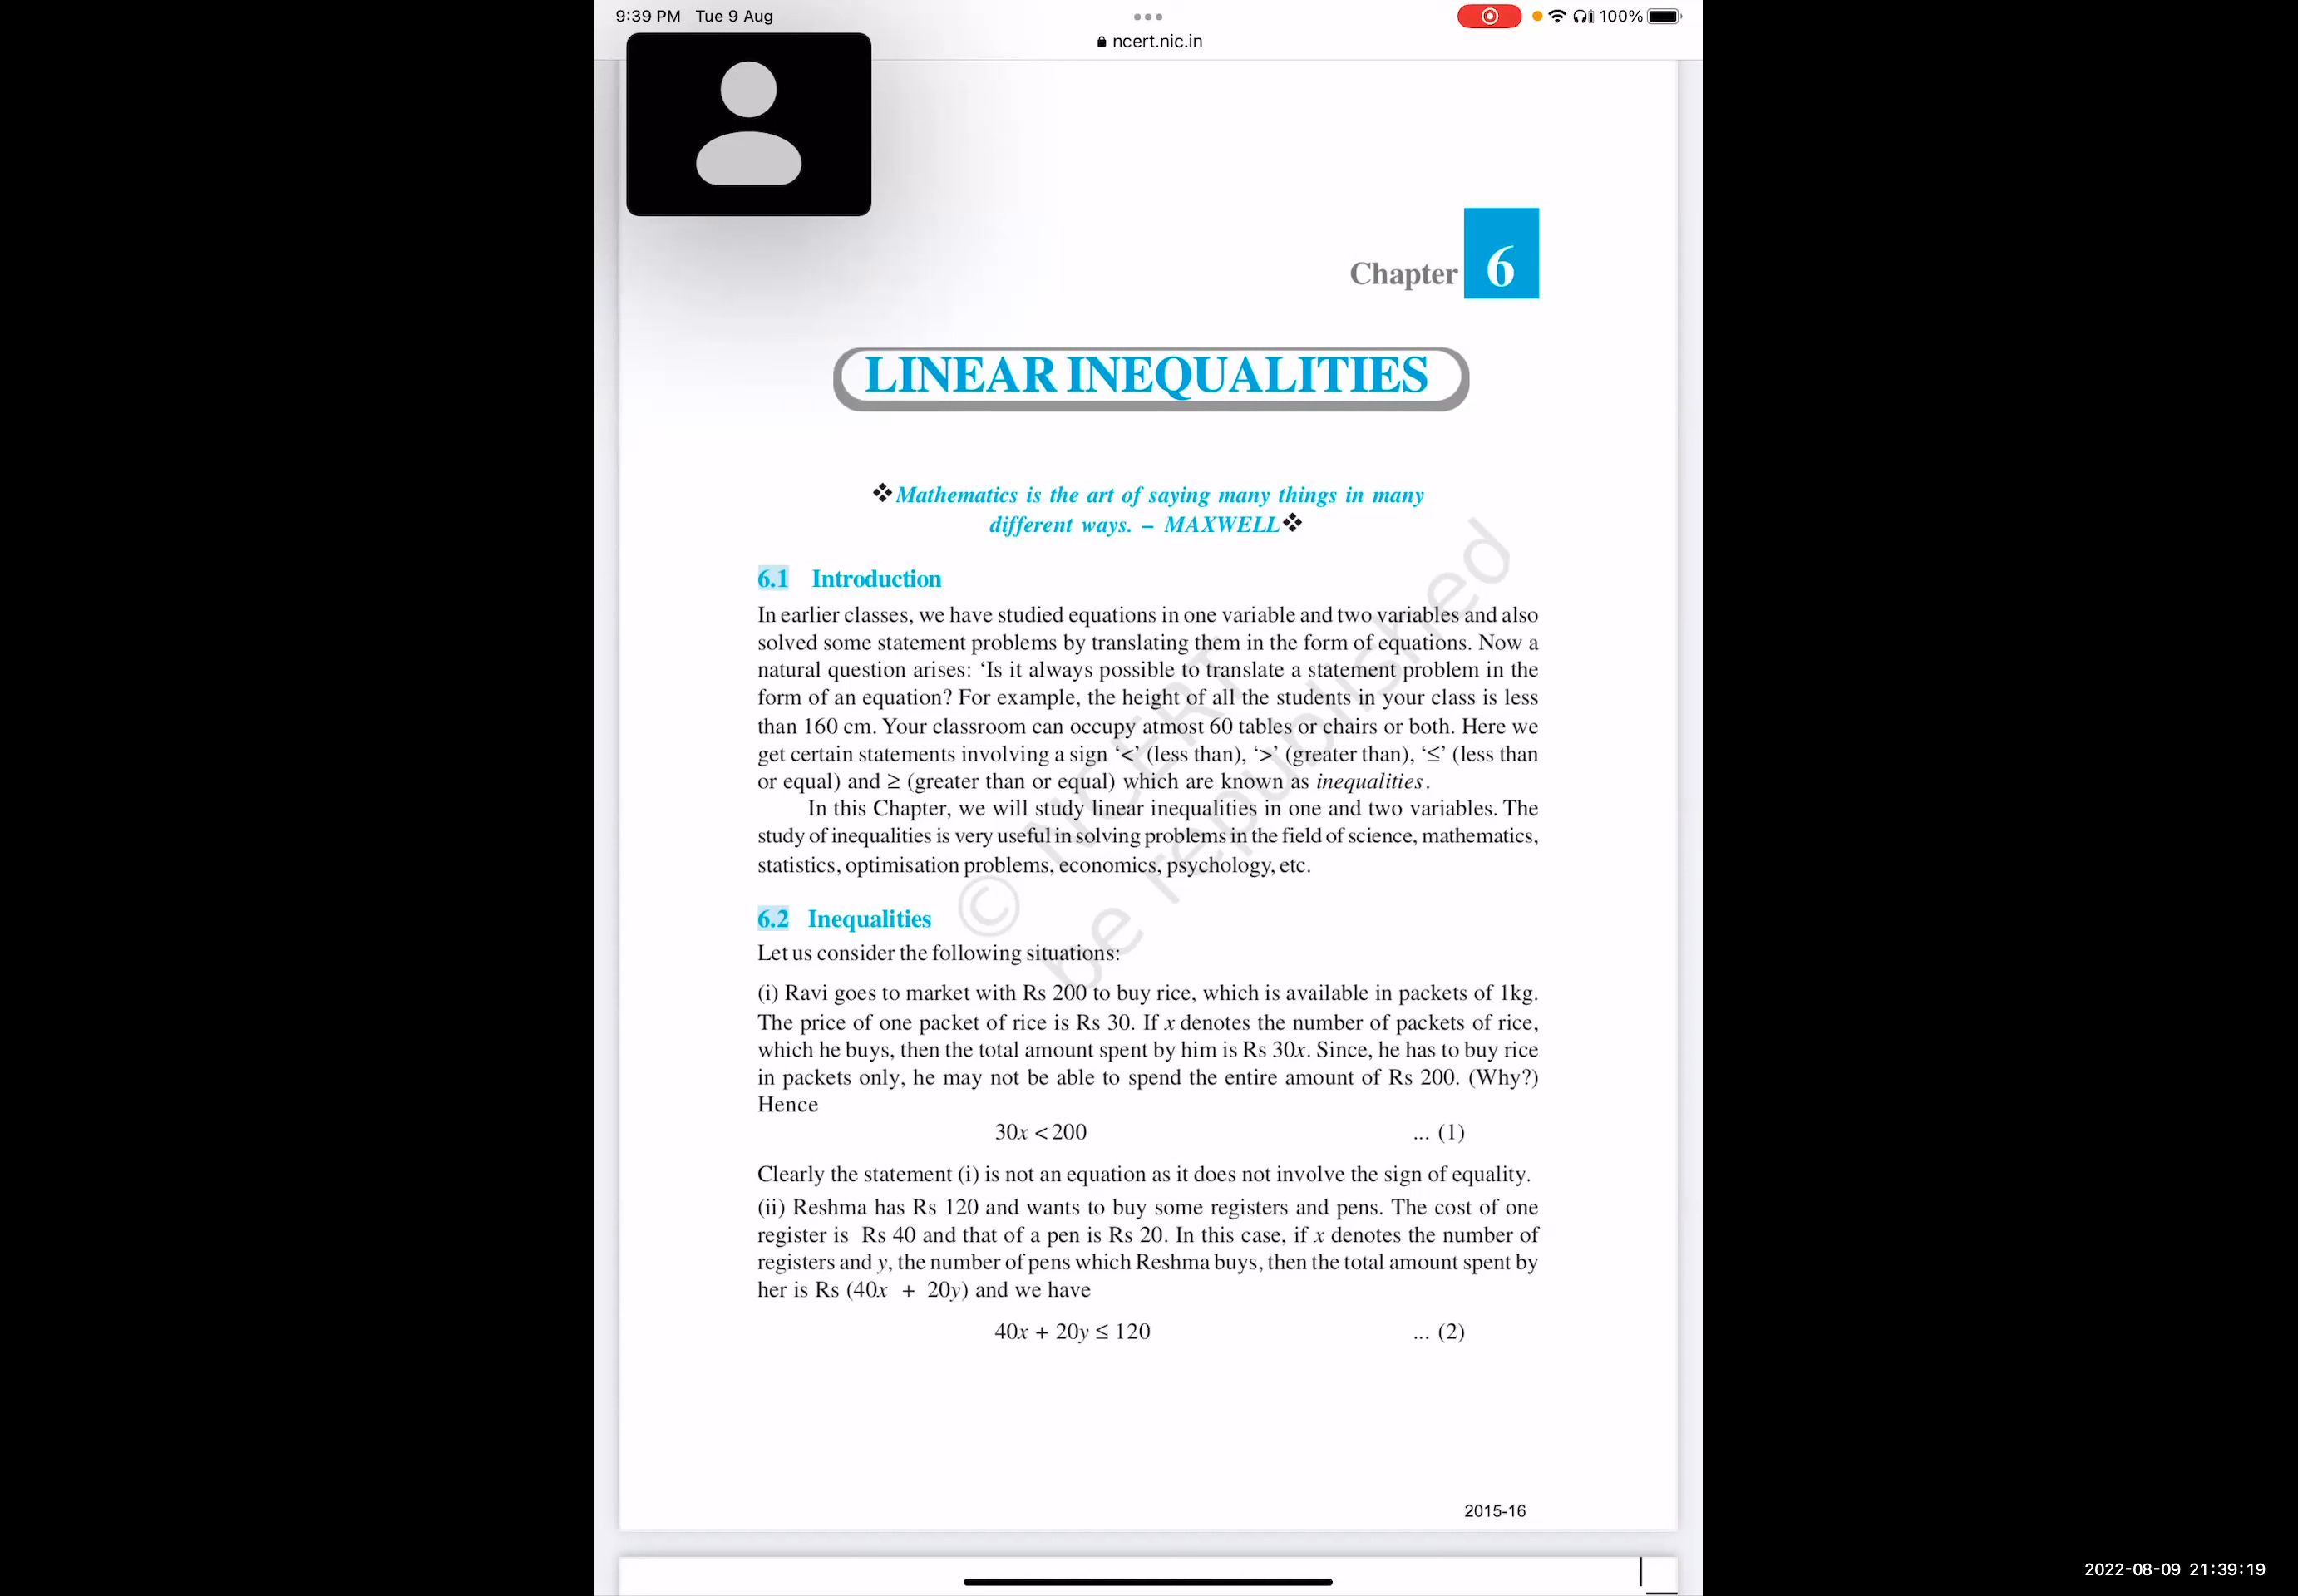 9:39 PM Tue 9 Aug
100%
ncert.nic.in
Chapter 6
LINEAR INEQUALITIES
❖Mathematics is the art of saying many things in many
different ways. – MAXWELL❖
6.1 Introduction
In earlier classes, we have studied equations in one variable and two variables and also
solved some statement problems by translating them in the form of equations. Now a
natural question arises: ‘Is it always possible to translate a statement problem in the
form of an equation? For example, the height of all the students in your class is less
than 160 cm. Your classroom can occupy atmost 60 tables or chairs or both. Here we
get certain statements involving a sign ‘<’ (less than), ‘>’ (greater than), ‘≤’ (less than
or equal) and ≥ (greater than or equal) which are known as inequalities.
In this Chapter, we will study linear inequalities in one and two variables. The
study of inequalities is very useful in solving problems in the field of science, mathematics,
statistics, optimisation problems, economics, psychology, etc.
6.2 Inequalities
Let us consider the following situations:
(i) Ravi goes to market with Rs 200 to buy rice, which is available in packets of 1kg.
The price of one packet of rice is Rs 30. If x denotes the number of packets of rice,
which he buys, then the total amount spent by him is Rs 30x. Since, he has to buy rice
in packets only, he may not be able to spend the entire amount of Rs 200. (Why?)
Hence
30x < 200 ... (1)
Clearly the statement (i) is not an equation as it does not involve the sign of equality.
(ii) Reshma has Rs 120 and wants to buy some registers and pens. The cost of one
register is Rs 40 and that of a pen is Rs 20. In this case, if x denotes the number of
registers and y, the number of pens which Reshma buys, then the total amount spent by
her is Rs (40x + 20y) and we have
40x + 20y ≤ 120 ... (2)
© NCERT
be republished
2015-16
2022-08-09 21:39:19